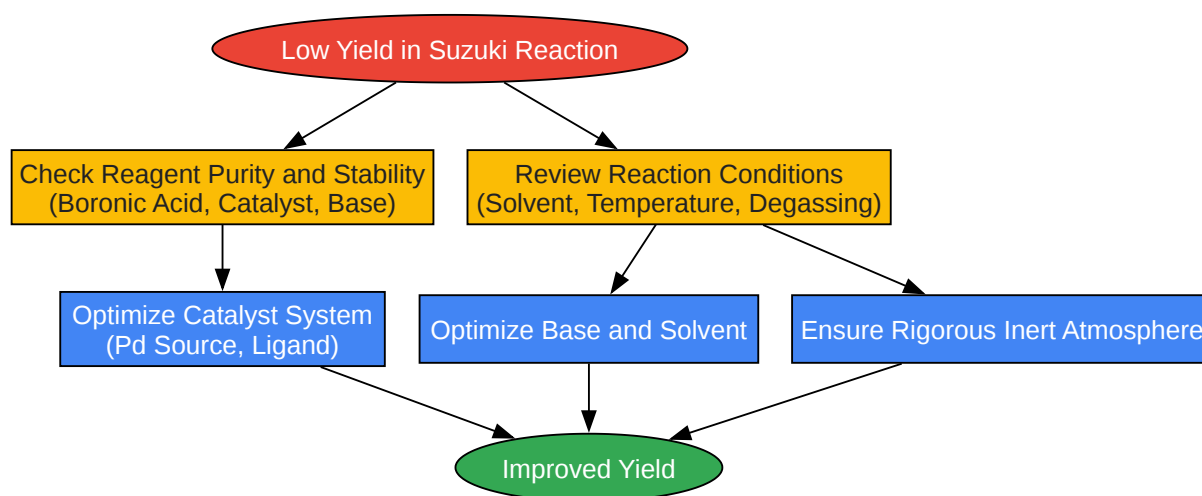 Low Yield in Suzuki Reaction
Check Reagent Purity and Stability
(Boronic Acid, Catalyst, Base)
Review Reaction Conditions
(Solvent, Temperature, Degassing)
Optimize Catalyst System
(Pd Source, Ligand)
Optimize Base and Solvent
Ensure Rigorous Inert Atmosphere
Improved Yield